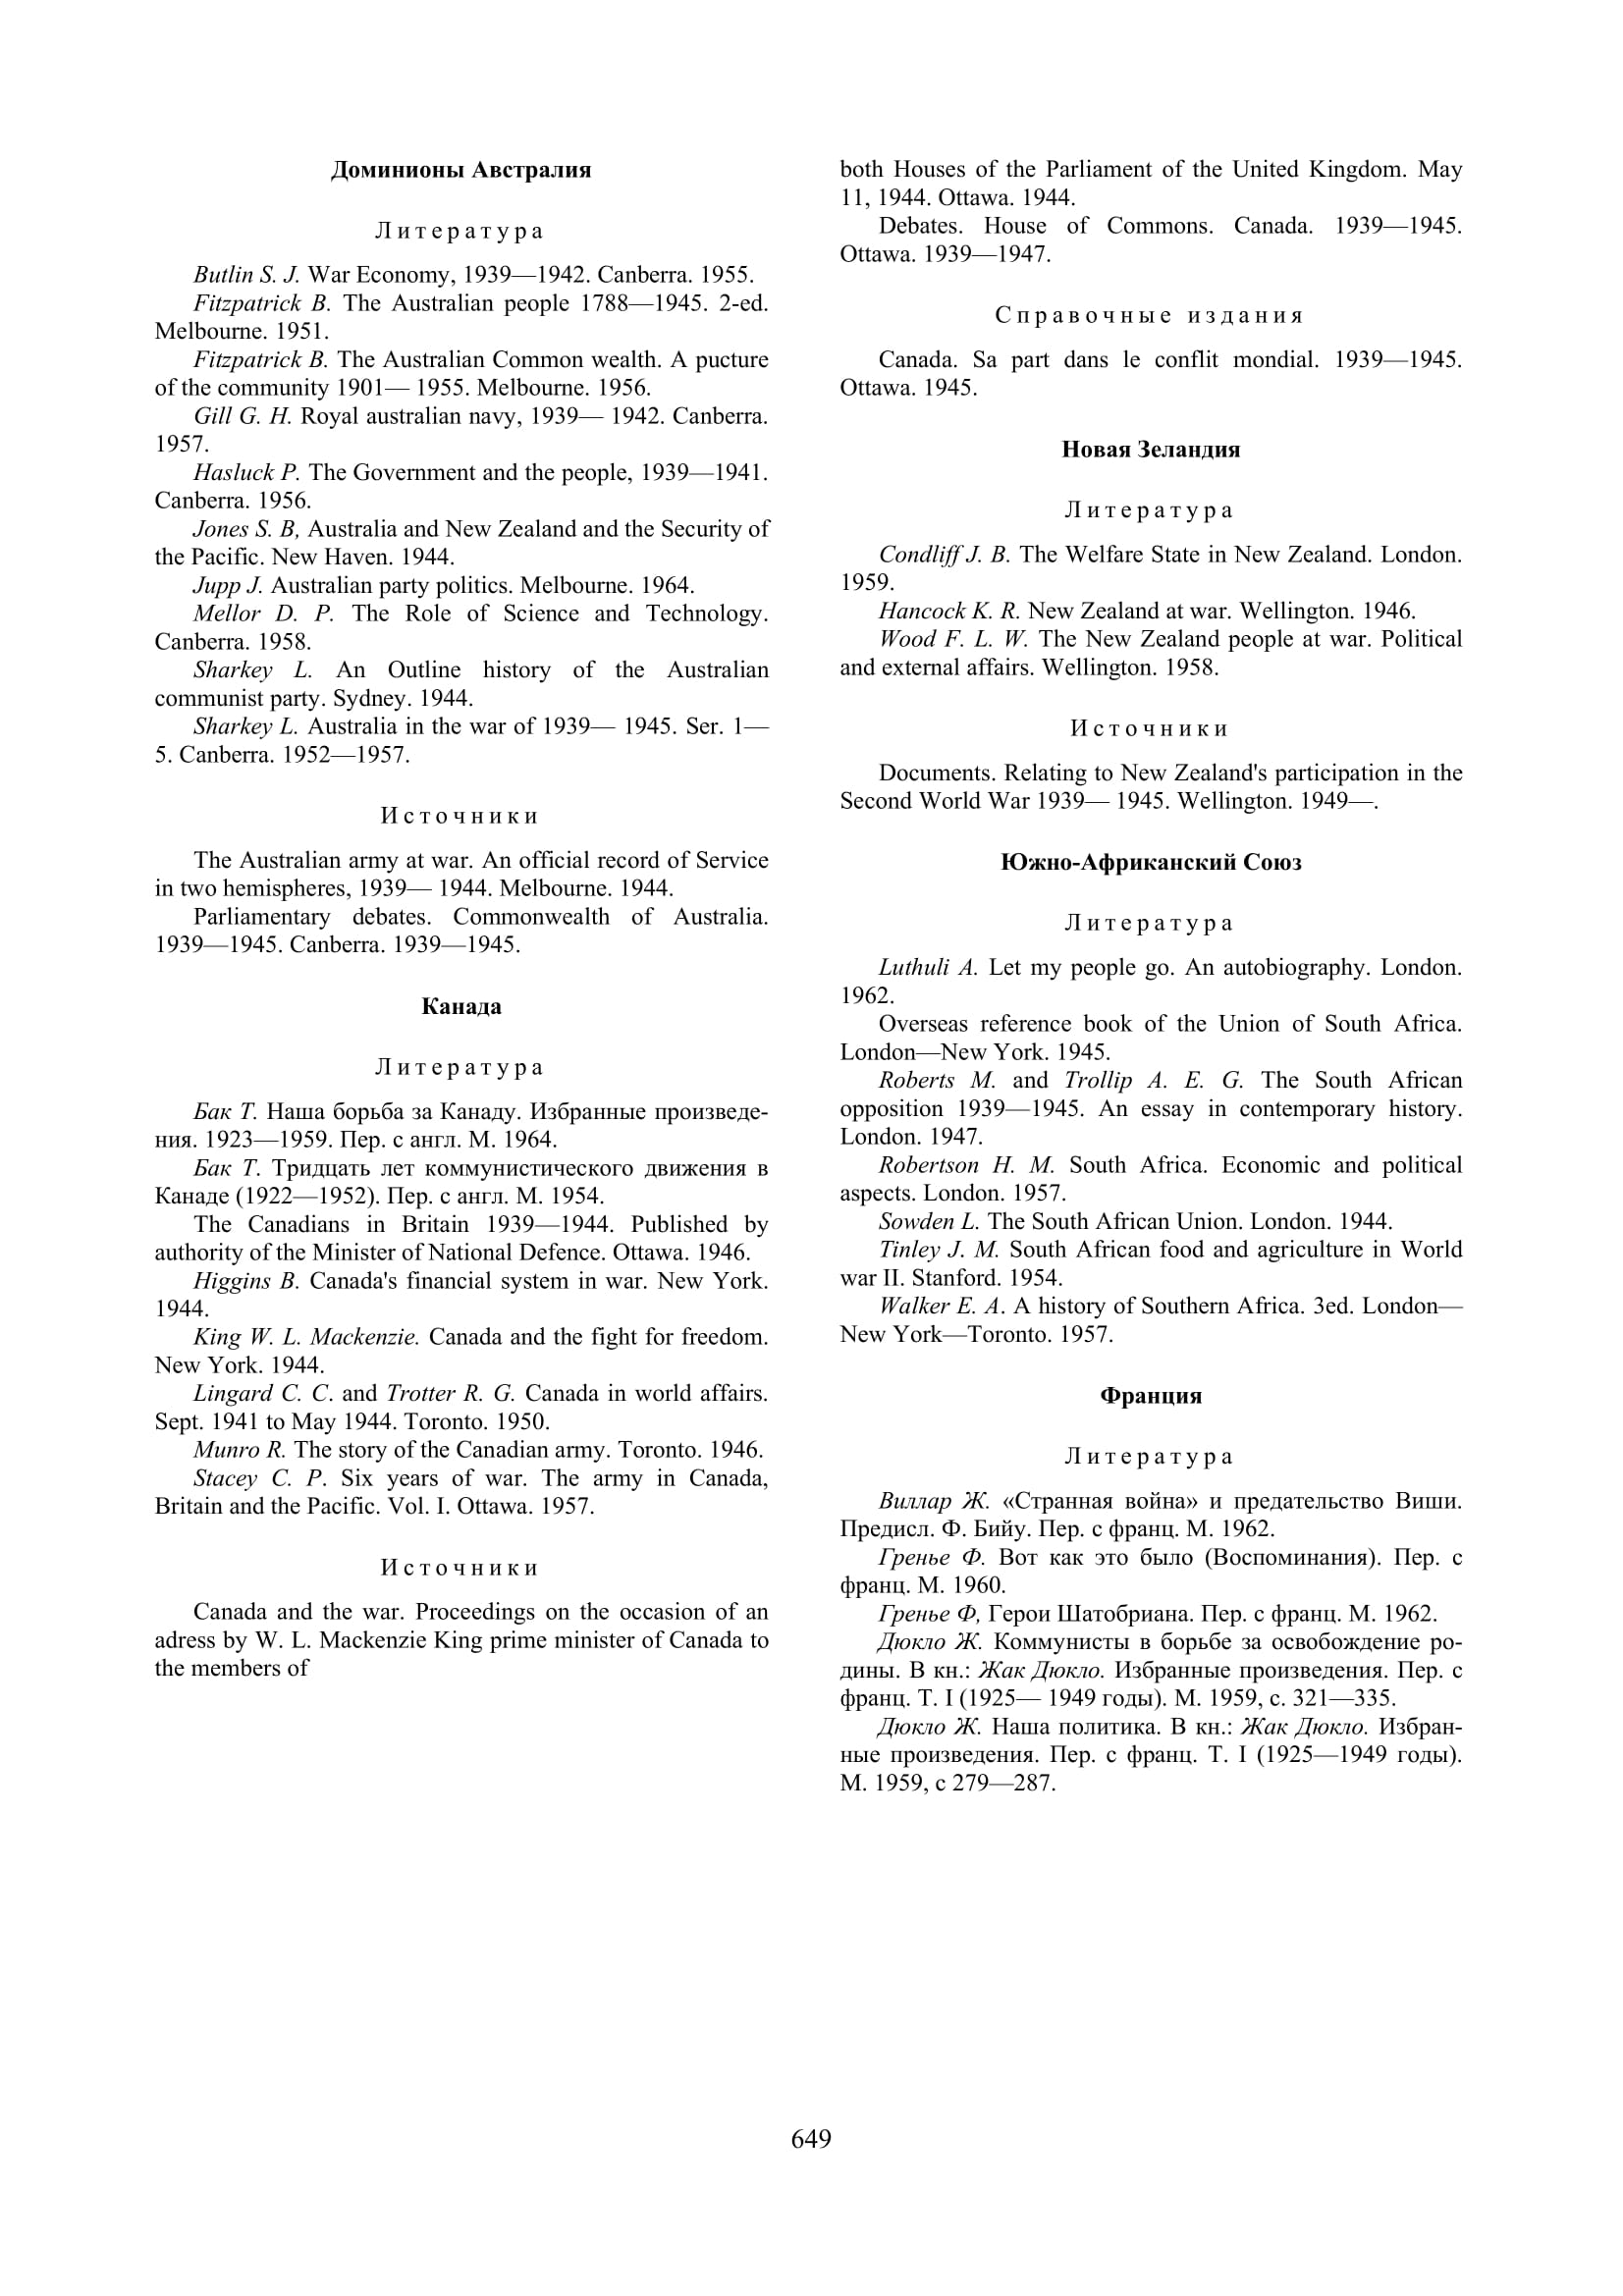 Доминионы Австралия
Литература
Butlin S. J. War Economy, 1939—1942. Canberra. 1955.
Fitzpatrick B. The Australian people 1788—1945. 2-ed.
Melbourne. 1951.
Fitzpatrick B. The Australian Common wealth. A pucture
of the community 1901— 1955. Melbourne. 1956.
Gill G. H. Royal australian navy, 1939— 1942. Canberra.
1957.
Hasluck P. The Government and the people, 1939—1941.
Canberra. 1956.
Jones S. B, Australia and New Zealand and the Security of
the Pacific. New Haven. 1944.
Jupp J. Australian party politics. Melbourne. 1964.
Mellor D. P. The Role of Science and Technology.
Canberra. 1958.
Sharkey L. An Outline history of the Australian
communist party. Sydney. 1944.
Sharkey L. Australia in the war of 1939— 1945. Ser. 1—
5. Canberra. 1952—1957.
Источники
The Australian army at war. An official record of Service
in two hemispheres, 1939— 1944. Melbourne. 1944.
Parliamentary debates. Commonwealth of Australia.
1939—1945. Canberra. 1939—1945.
Канада
Литература
Бак Т. Наша борьба за Канаду. Избранные произведе-
ния. 1923—1959. Пер. с англ. М. 1964.
Бак Т. Тридцать лет коммунистического движения в
Канаде (1922—1952). Пер. с англ. М. 1954.
The Canadians in Britain 1939—1944. Published by
authority of the Minister of National Defence. Ottawa. 1946.
Higgins B. Canada's financial system in war. New York.
1944.
King W. L. Mackenzie. Canada and the fight for freedom.
New York. 1944.
Lingard C. C. and Trotter R. G. Canada in world affairs.
Sept. 1941 to May 1944. Toronto. 1950.
Munro R. The story of the Canadian army. Toronto. 1946.
Stacey C. P. Six years of war. The army in Canada,
Britain and the Pacific. Vol. I. Ottawa. 1957.
Источники
Canada and the war. Proceedings on the occasion of an
adress by W. L. Mackenzie King prime minister of Canada to
the members of
both Houses of the Parliament of the United Kingdom. May
11, 1944. Ottawa. 1944.
Debates. House of Commons. Canada. 1939—1945.
Ottawa. 1939—1947.
Справочные издания
Canada. Sa part dans le conflit mondial. 1939—1945.
Ottawa. 1945.
Новая Зеландия
Литература
Condliff J. B. The Welfare State in New Zealand. London.
1959.
Hancock K. R. New Zealand at war. Wellington. 1946.
Wood F. L. W. The New Zealand people at war. Political
and external affairs. Wellington. 1958.
Источники
Documents. Relating to New Zealand's participation in the
Second World War 1939— 1945. Wellington. 1949—.
Южно-Африканский Союз
Литература
Luthuli A. Let my people go. An autobiography. London.
1962.
Overseas reference book of the Union of South Africa.
London—New York. 1945.
Roberts M. and Trollip A. E. G. The South African
opposition 1939—1945. An essay in contemporary history.
London. 1947.
Robertson H. M. South Africa. Economic and political
aspects. London. 1957.
Sowden L. The South African Union. London. 1944.
Tinley J. M. South African food and agriculture in World
war II. Stanford. 1954.
Walker E. A. A history of Southern Africa. 3ed. London—
New York—Toronto. 1957.
Франция
Литература
Виллар Ж. «Странная война» и предательство Виши.
Предисл. Ф. Бийу. Пер. с франц. М. 1962.
Гренье Ф. Вот как это было (Воспоминания). Пер. с
франц. М. 1960.
Гренье Ф, Герои Шатобриана. Пер. с франц. М. 1962.
Дюкло Ж. Коммунисты в борьбе за освобождение ро-
дины. В кн.: Жак Дюкло. Избранные произведения. Пер. с
франц. Т. I (1925— 1949 годы). М. 1959, с. 321—335.
Дюкло Ж. Наша политика. В кн.: Жак Дюкло. Избран-
ные произведения. Пер. с франц. Т. I (1925—1949 годы).
М. 1959, с 279—287.
649